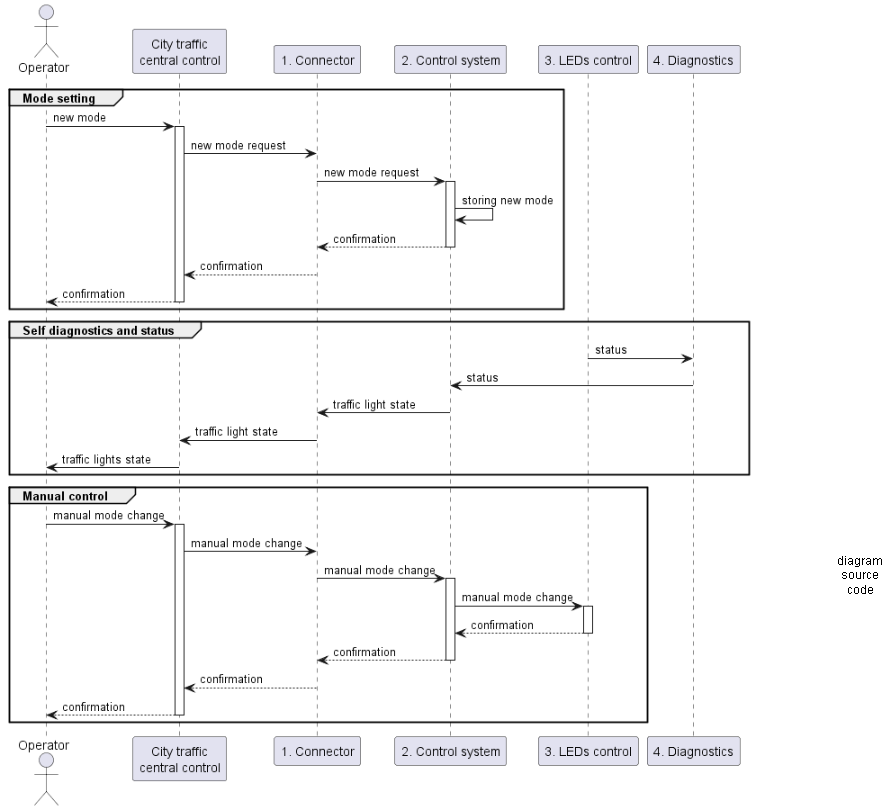 Operator
City traffic
central control
1. Connector
2. Control system
3. LEDs control
4. Diagnostics
Mode setting
new mode
new mode request
new mode request
storing new mode
confirmation
confirmation
confirmation
Self diagnostics and status
status
status
traffic light state
traffic light state
traffic lights state
Manual control
manual mode change
manual mode change
manual mode change
manual mode change
confirmation
confirmation
confirmation
confirmation
diagram
source
code
Operator
City traffic
central control
1. Connector
2. Control system
3. LEDs control
4. Diagnostics